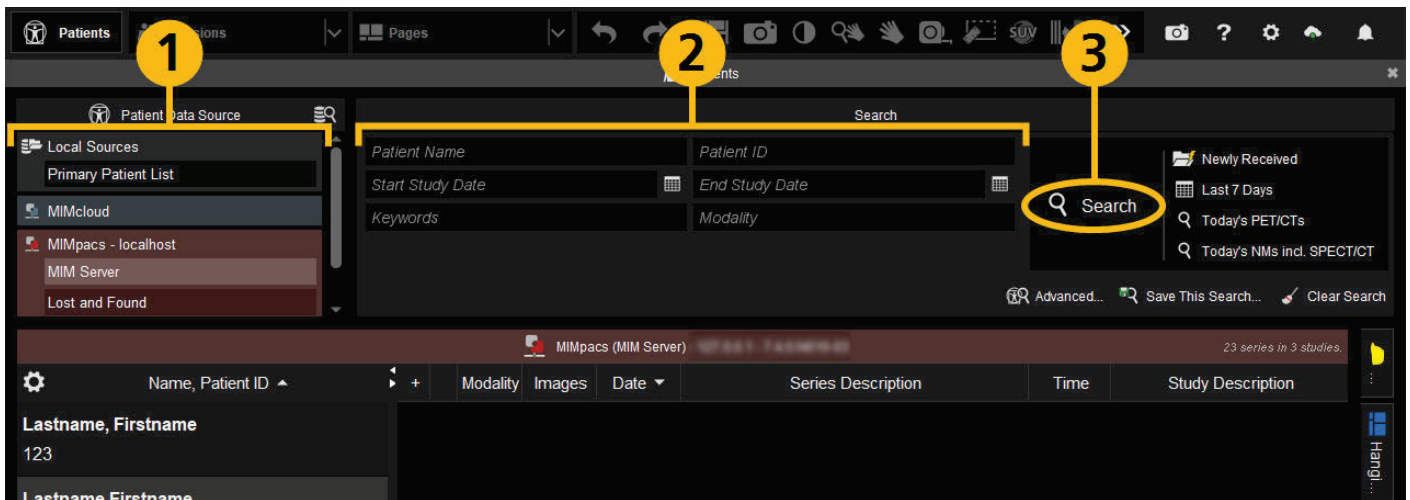 Patients
Pages
SUV
?
1
2
3
Patient Data Source
Search
Local Sources
Primary Patient List
MIMcloud
MIMpacs - localhost
MIM Server
Lost and Found
Patient Name
Patient ID
Start Study Date
End Study Date
Keywords
Modality
Search
Newly Received
Last 7 Days
Today's PET/CTs
Today's NMs incl. SPECT/CT
Advanced...
Save This Search...
Clear Search
MIMpacs (MIM Server)
23 series in 3 studies.
Name, Patient ID
+
Modality
Images
Date
Series Description
Time
Study Description
Lastname, Firstname
123
Lastname Firstname
...
Hangi...